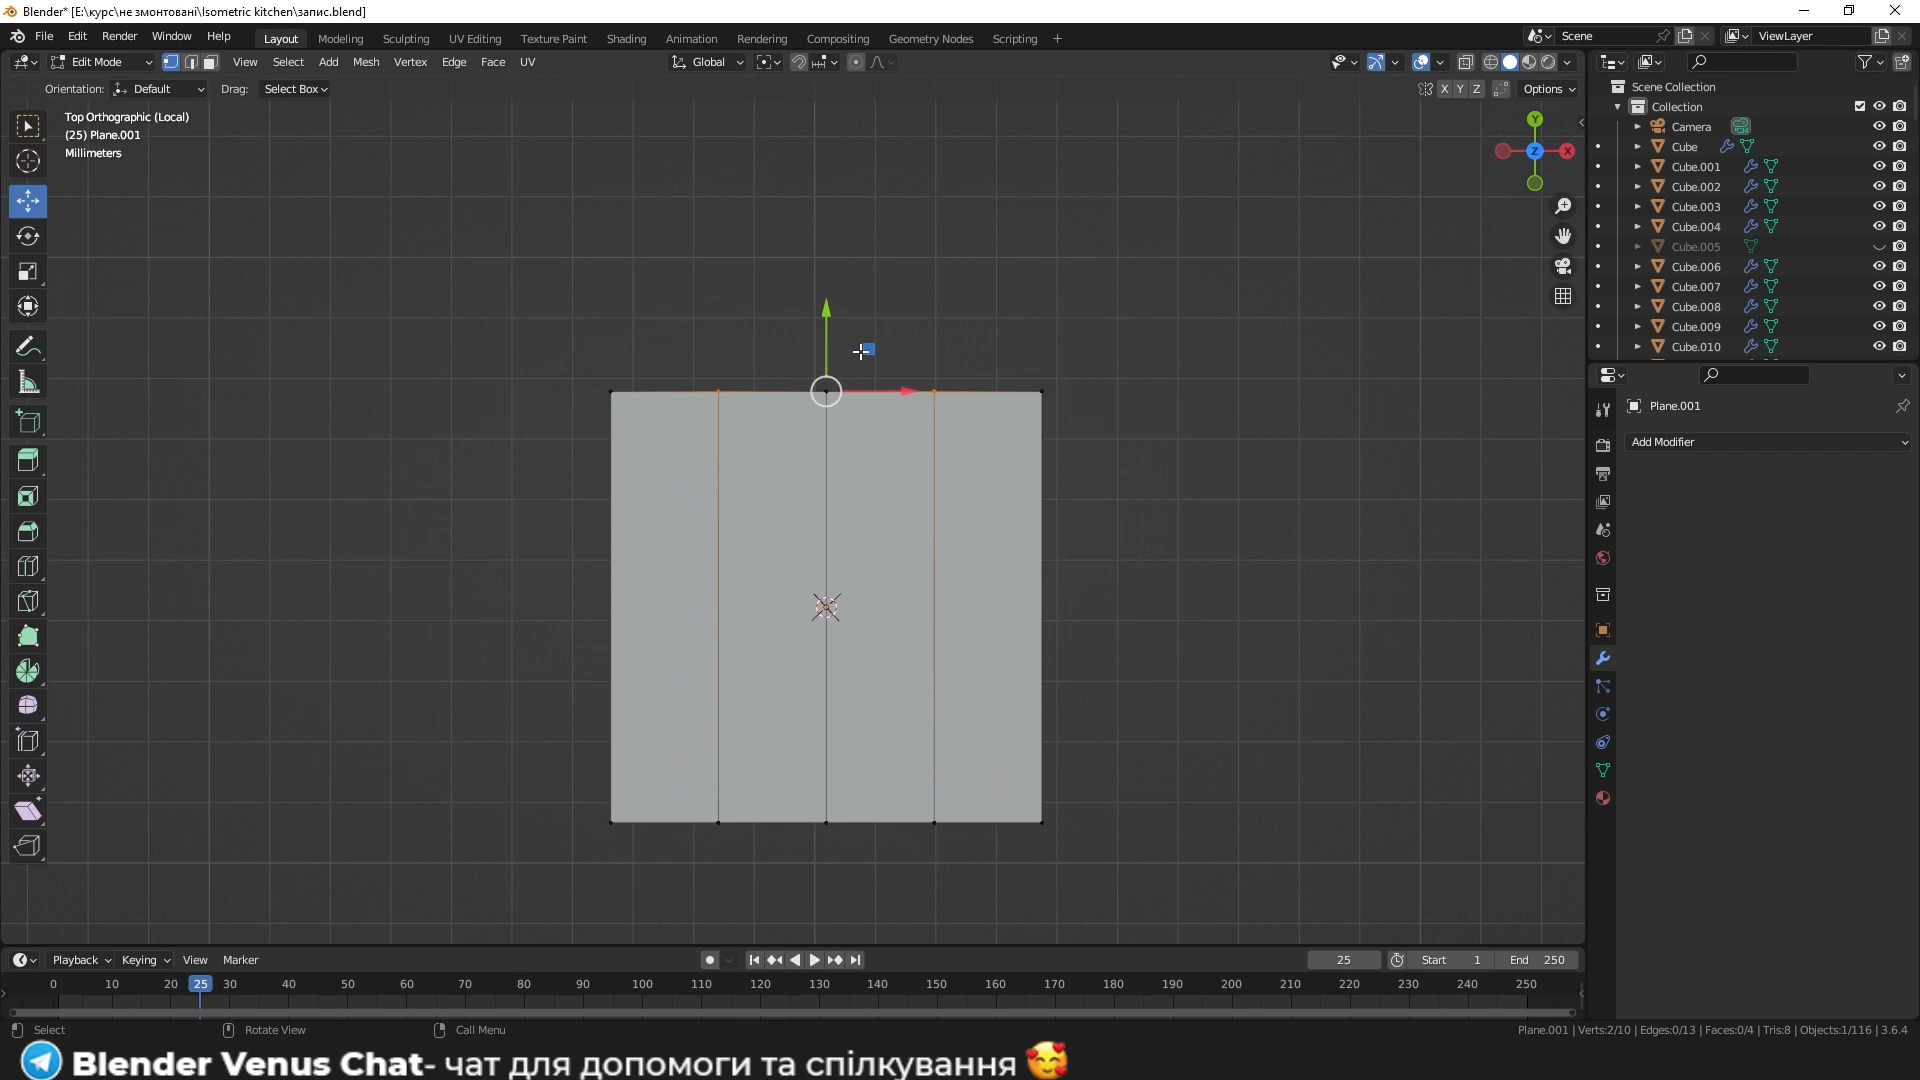 Blender* [E:\курс\не змонтовані\Isometric kitchen\запис.blend]
File Edit Render Window Help Layout Modeling Sculpting UV Editing Texture Paint Shading Animation Rendering Compositing Geometry Nodes Scripting + Scene ViewLayer
Edit Mode View Select Add Mesh Vertex Edge Face UV Global
Orientation: Default Drag: Select Box X Y Z Options
Top Orthographic (Local)
(25) Plane.001
Millimeters
Y
Z
X
Scene Collection
Collection
Camera
Cube
Cube.001
Cube.002
Cube.003
Cube.004
Cube.005
Cube.006
Cube.007
Cube.008
Cube.009
Cube.010
Plane.001
Add Modifier
Playback Keying View Marker 25 Start 1 End 250
0 10 20 25 30 40 50 60 70 80 90 100 110 120 130 140 150 160 170 180 190 200 210 220 230 240 250
Select Rotate View Call Menu Plane.001 | Verts:2/10 | Edges:0/13 | Faces:0/4 | Tris:8 | Objects:1/116 | 3.6.4
Blender Venus Chat- чат для допомоги та спілкування 🥰